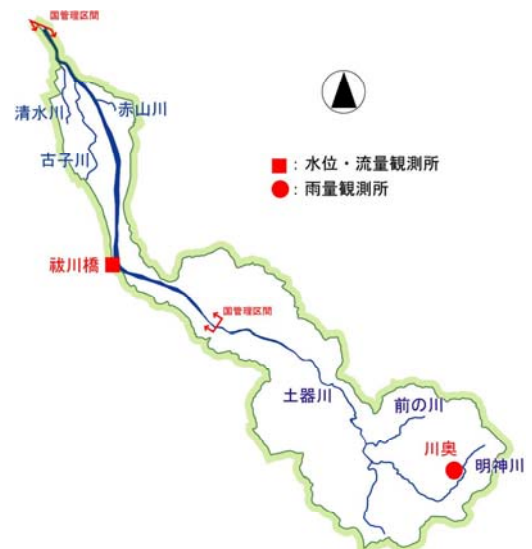 国管理区間
清水川
赤山川
古子川
■：水位・流量観測所
●：雨量観測所
祓川橋
国管理区間
土器川
前の川
川奥
明神川